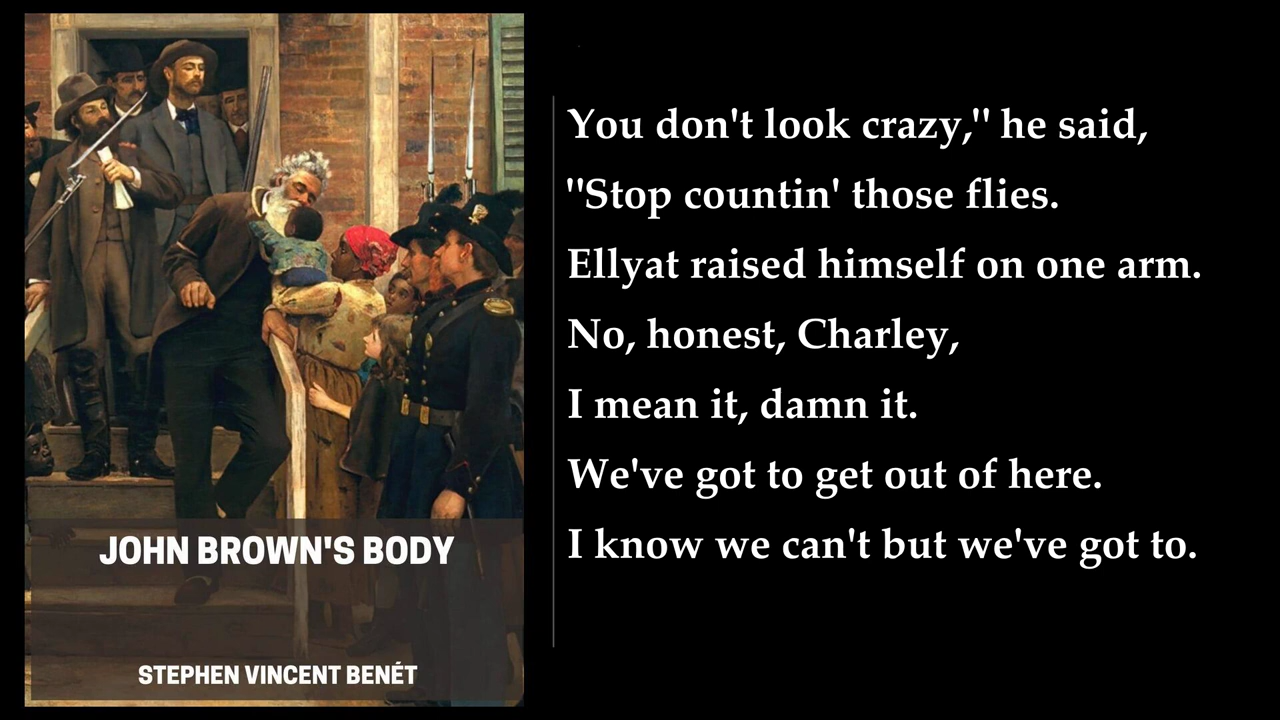 You don't look crazy," he said,
"Stop countin' those flies.
Ellyat raised himself on one arm.
No, honest, Charley,
I mean it, damn it.
We've got to get out of here.
I know we can't but we've got to.
JOHN BROWN'S BODY
STEPHEN VINCENT BENÉT